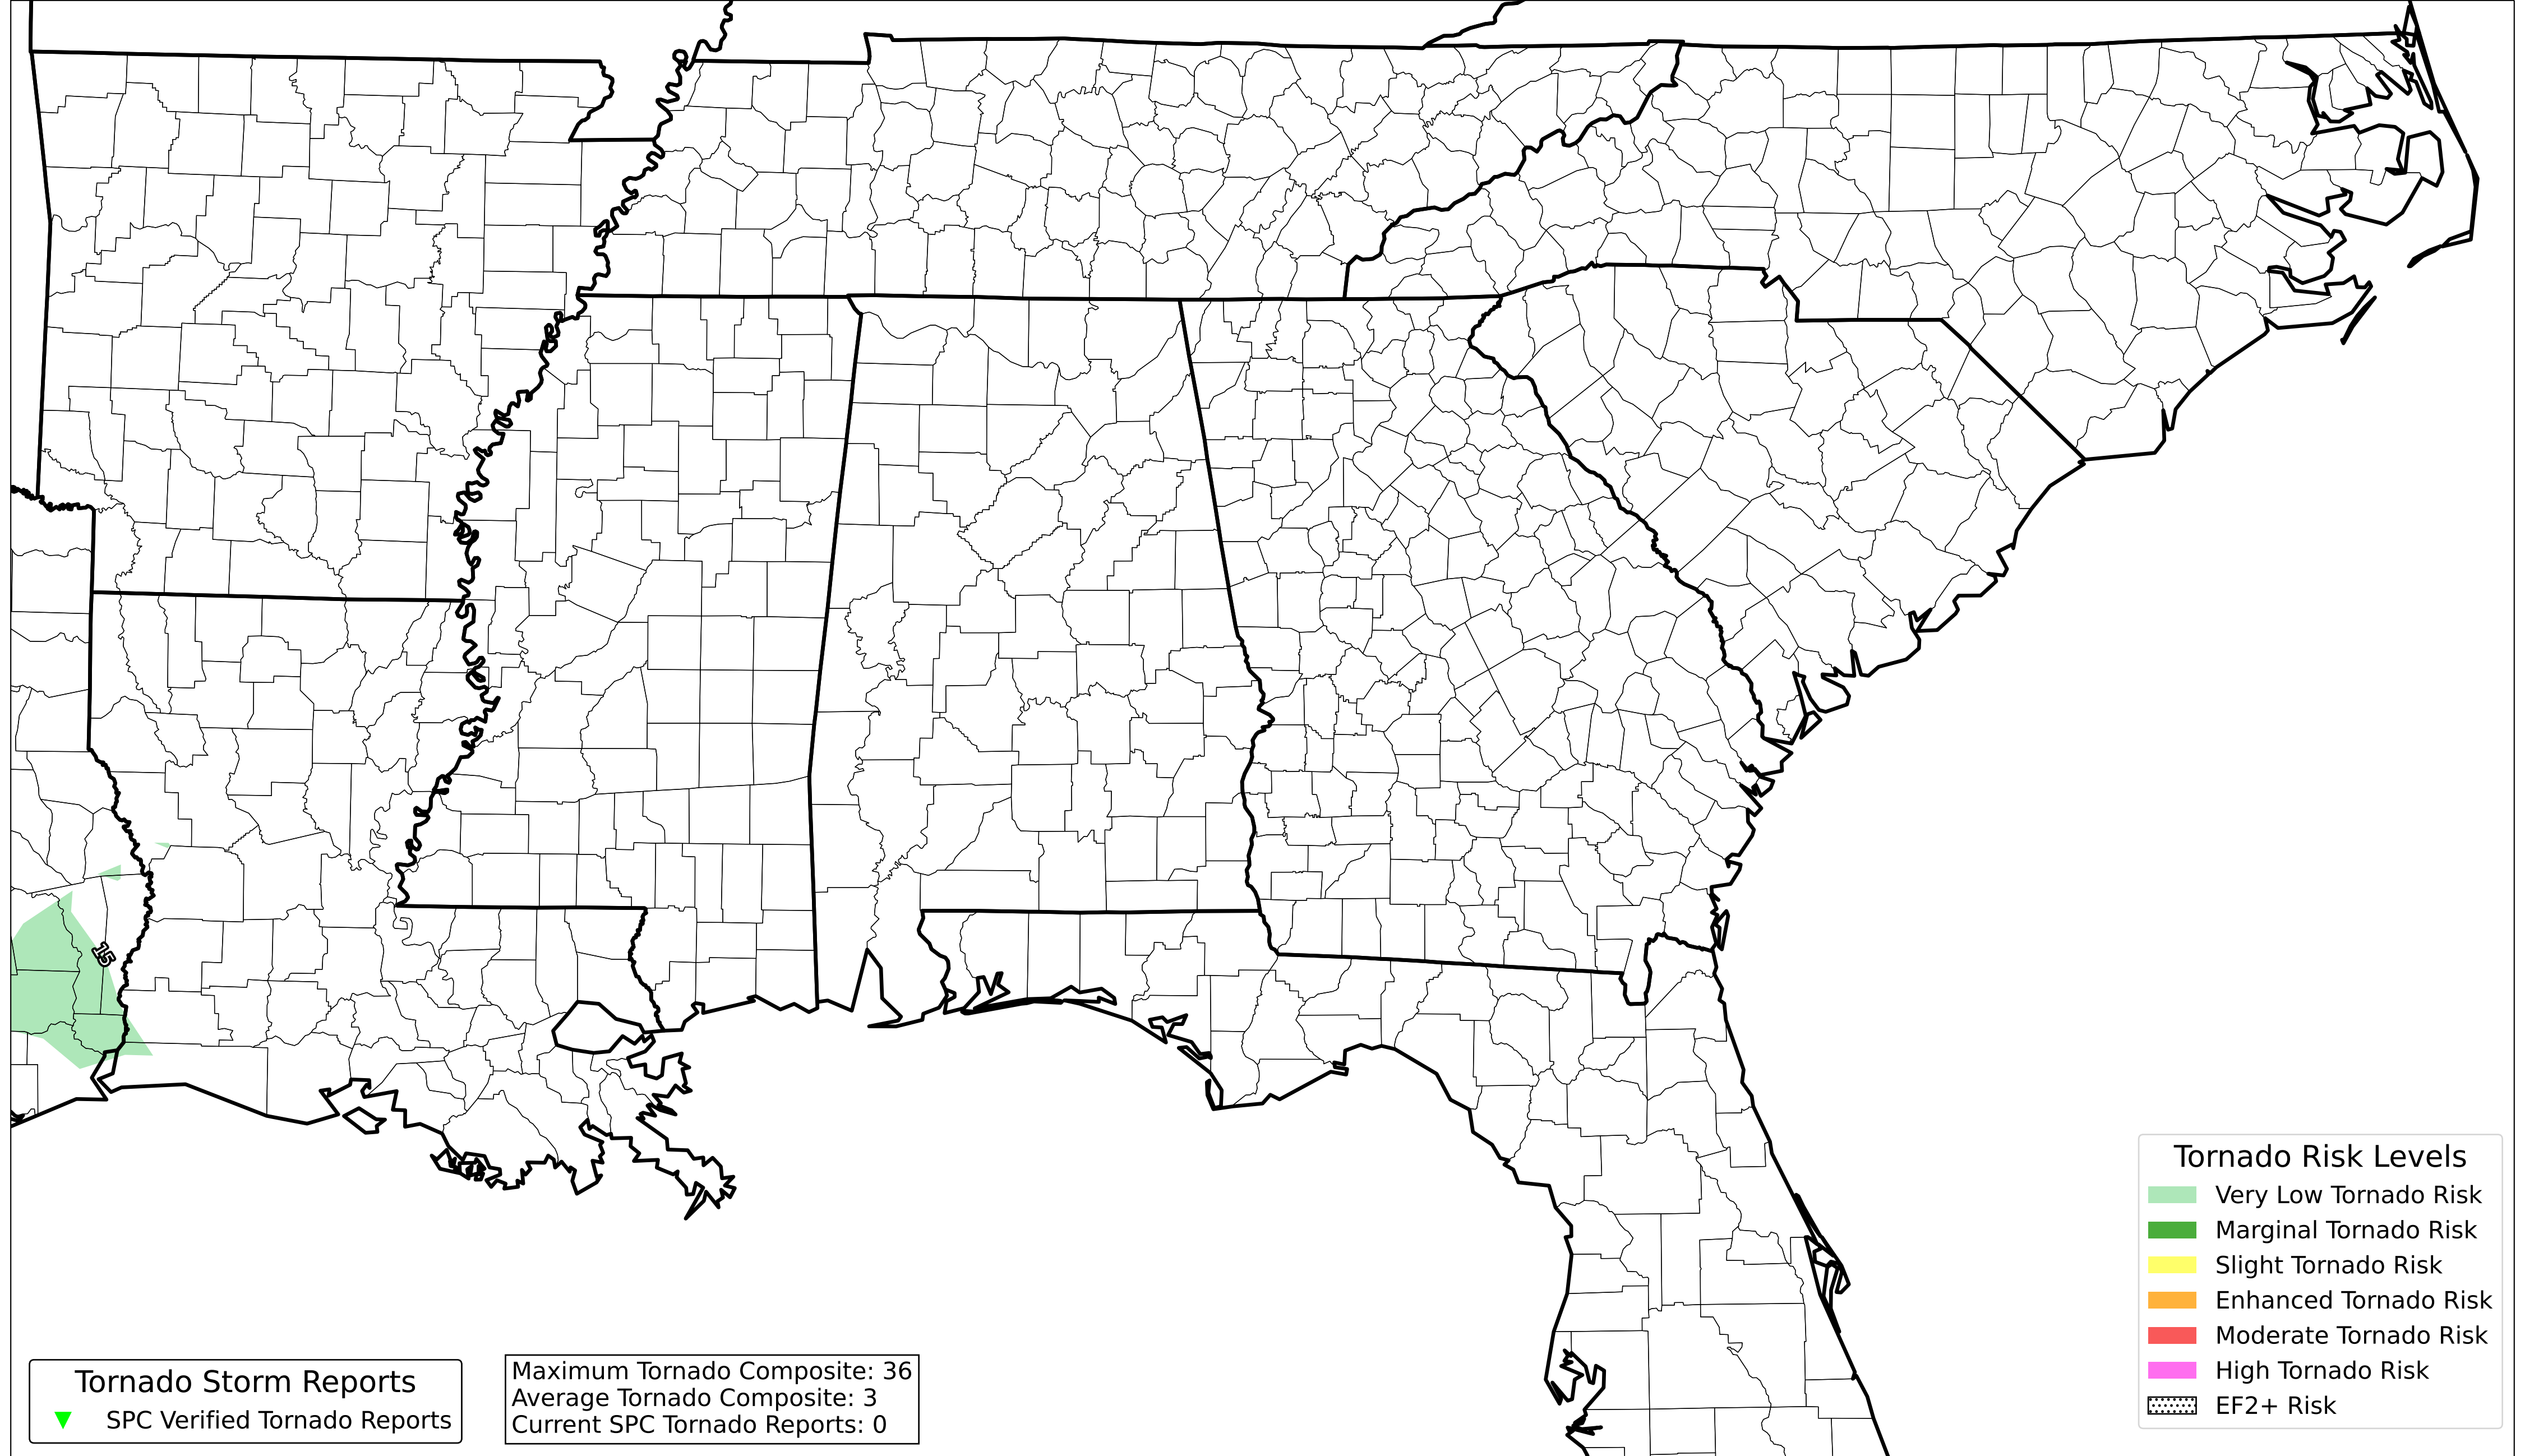 15
Tornado Storm Reports
SPC Verified Tornado Reports
Maximum Tornado Composite: 36
Average Tornado Composite: 3
Current SPC Tornado Reports: 0
Tornado Risk Levels
Very Low Tornado Risk
Marginal Tornado Risk
Slight Tornado Risk
Enhanced Tornado Risk
Moderate Tornado Risk
High Tornado Risk
EF2+ Risk